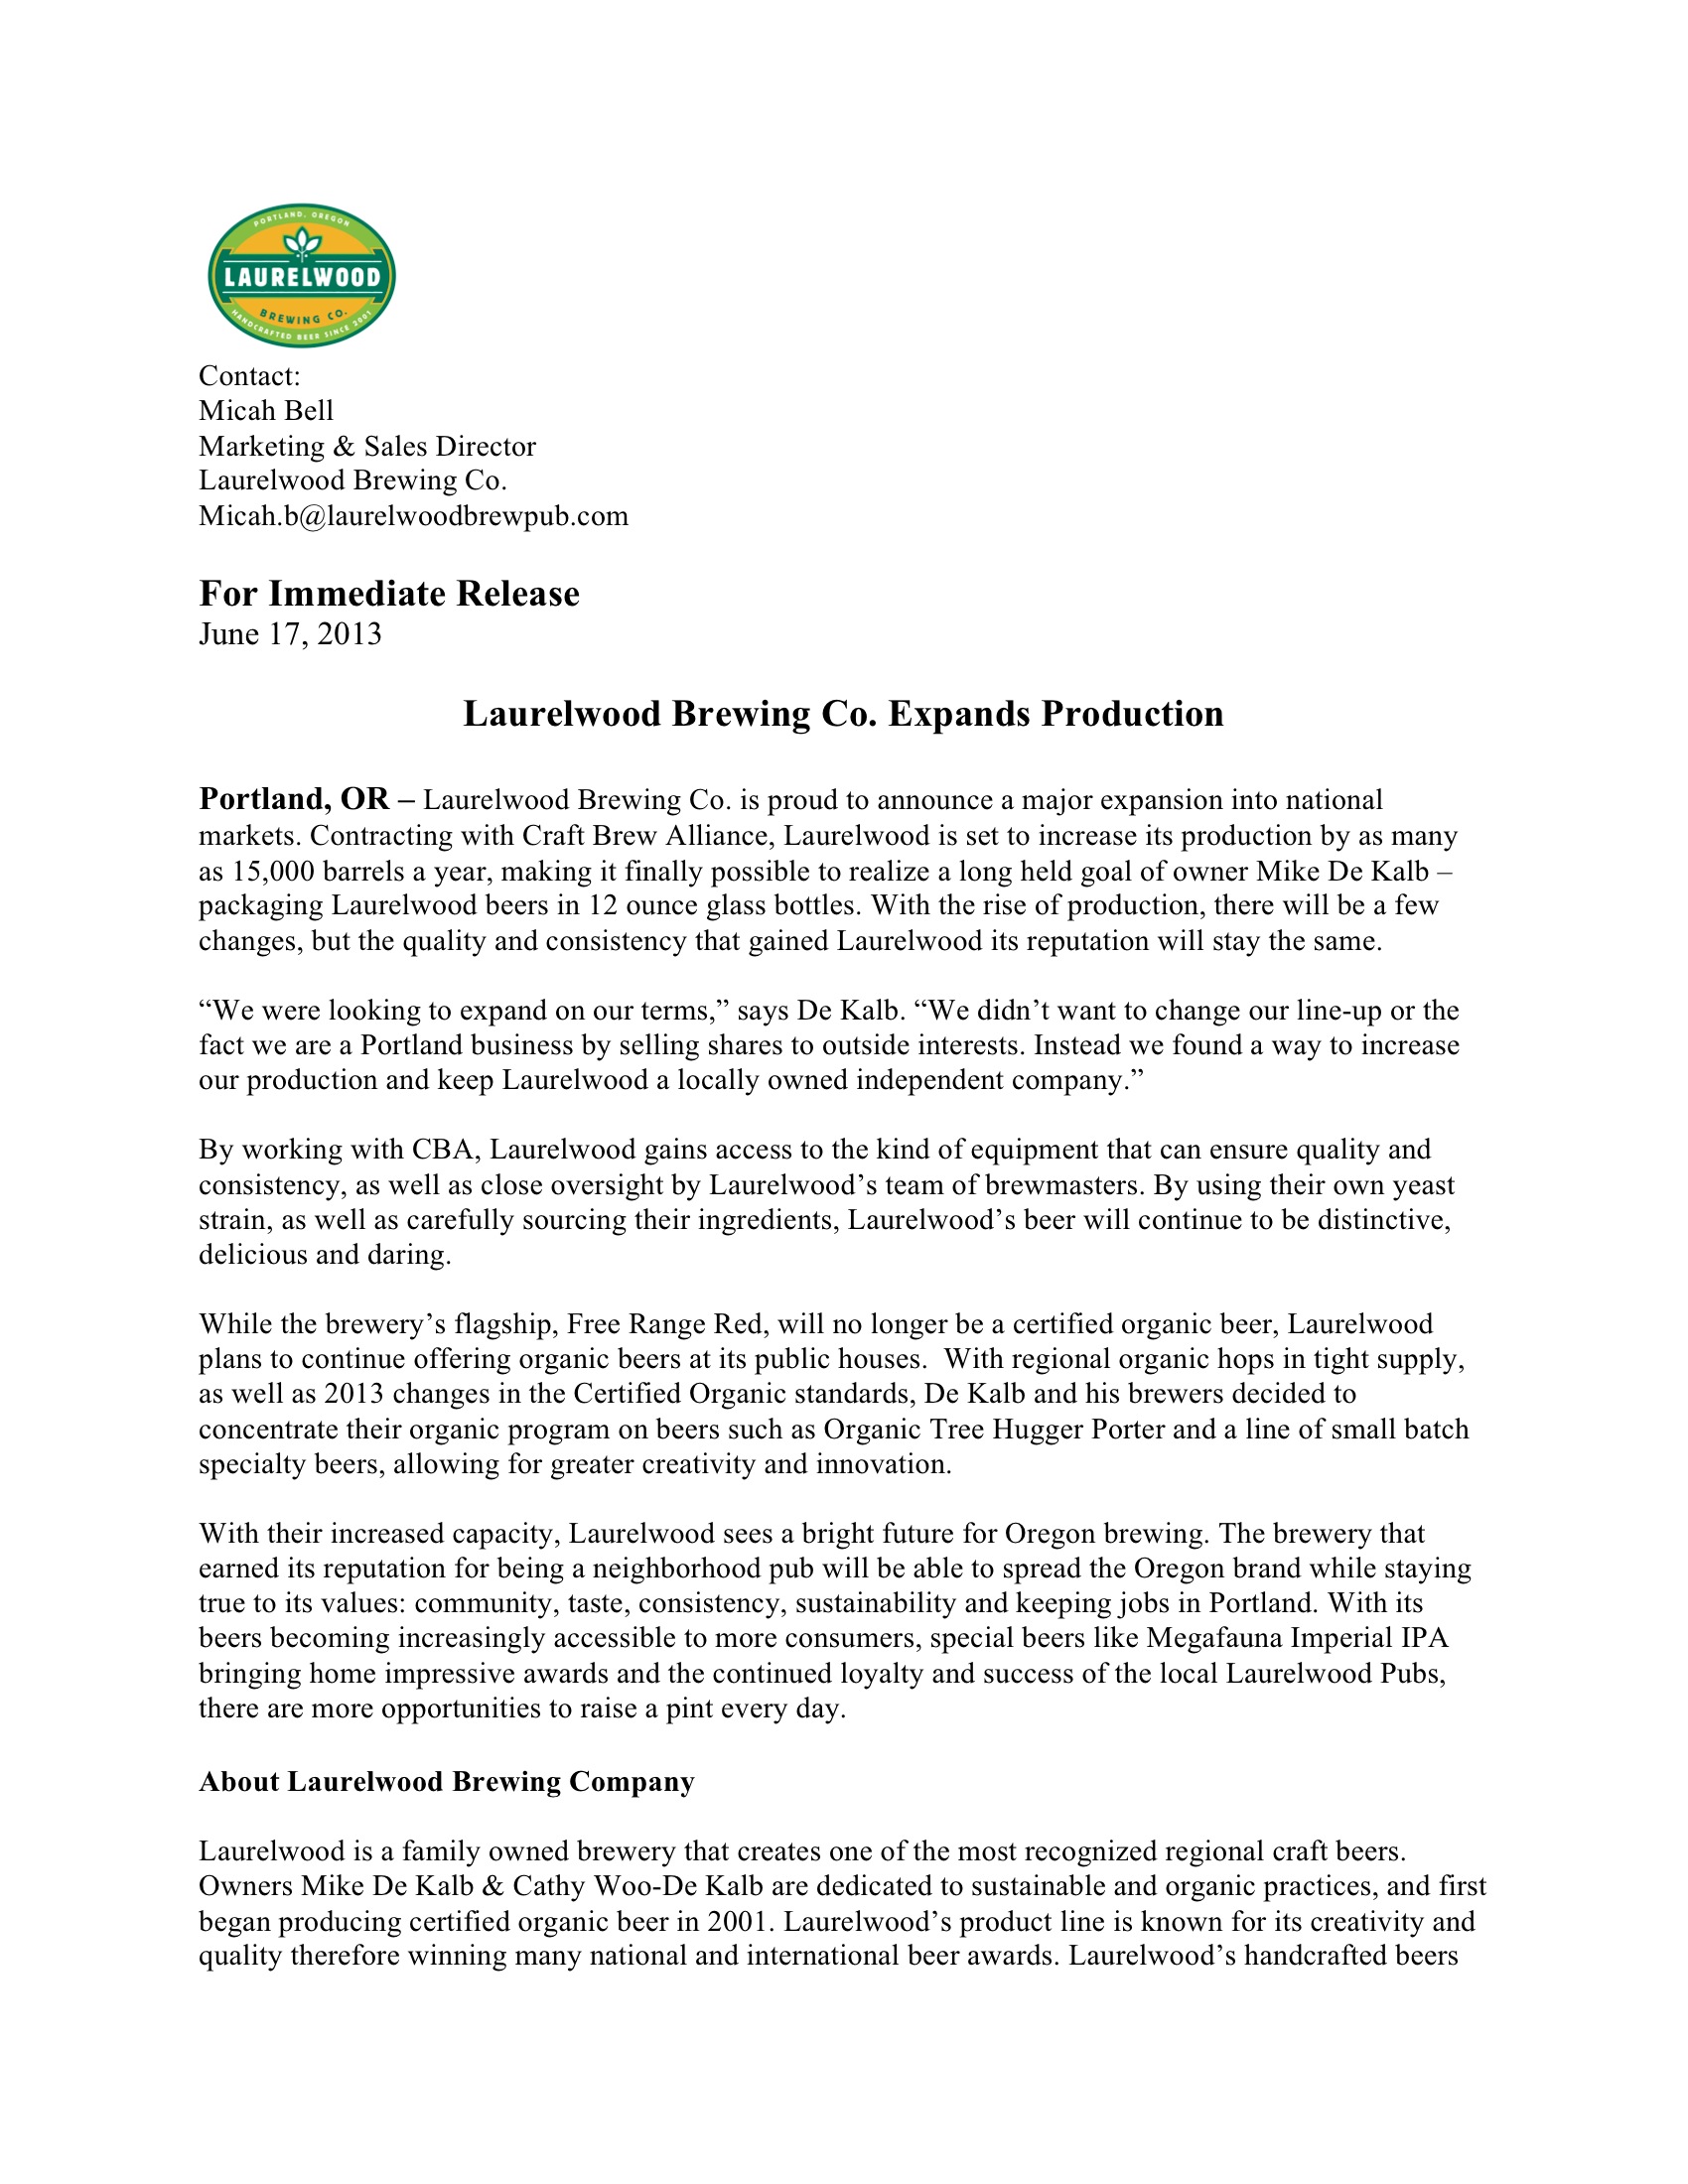 PORTLAND, OREGON
LAURELWOOD
BREWING CO.
HANDCRAFTED BEER SINCE 2001
Contact:
Micah Bell
Marketing & Sales Director
Laurelwood Brewing Co.
Micah.b@laurelwoodbrewpub.com
For Immediate Release
June 17, 2013
Laurelwood Brewing Co. Expands Production
Portland, OR – Laurelwood Brewing Co. is proud to announce a major expansion into national
markets. Contracting with Craft Brew Alliance, Laurelwood is set to increase its production by as many
as 15,000 barrels a year, making it finally possible to realize a long held goal of owner Mike De Kalb –
packaging Laurelwood beers in 12 ounce glass bottles. With the rise of production, there will be a few
changes, but the quality and consistency that gained Laurelwood its reputation will stay the same.
“We were looking to expand on our terms,” says De Kalb. “We didn’t want to change our line-up or the
fact we are a Portland business by selling shares to outside interests. Instead we found a way to increase
our production and keep Laurelwood a locally owned independent company.”
By working with CBA, Laurelwood gains access to the kind of equipment that can ensure quality and
consistency, as well as close oversight by Laurelwood’s team of brewmasters. By using their own yeast
strain, as well as carefully sourcing their ingredients, Laurelwood’s beer will continue to be distinctive,
delicious and daring.
While the brewery’s flagship, Free Range Red, will no longer be a certified organic beer, Laurelwood
plans to continue offering organic beers at its public houses.  With regional organic hops in tight supply,
as well as 2013 changes in the Certified Organic standards, De Kalb and his brewers decided to
concentrate their organic program on beers such as Organic Tree Hugger Porter and a line of small batch
specialty beers, allowing for greater creativity and innovation.
With their increased capacity, Laurelwood sees a bright future for Oregon brewing. The brewery that
earned its reputation for being a neighborhood pub will be able to spread the Oregon brand while staying
true to its values: community, taste, consistency, sustainability and keeping jobs in Portland. With its
beers becoming increasingly accessible to more consumers, special beers like Megafauna Imperial IPA
bringing home impressive awards and the continued loyalty and success of the local Laurelwood Pubs,
there are more opportunities to raise a pint every day.
About Laurelwood Brewing Company
Laurelwood is a family owned brewery that creates one of the most recognized regional craft beers.
Owners Mike De Kalb & Cathy Woo-De Kalb are dedicated to sustainable and organic practices, and first
began producing certified organic beer in 2001. Laurelwood’s product line is known for its creativity and
quality therefore winning many national and international beer awards. Laurelwood’s handcrafted beers